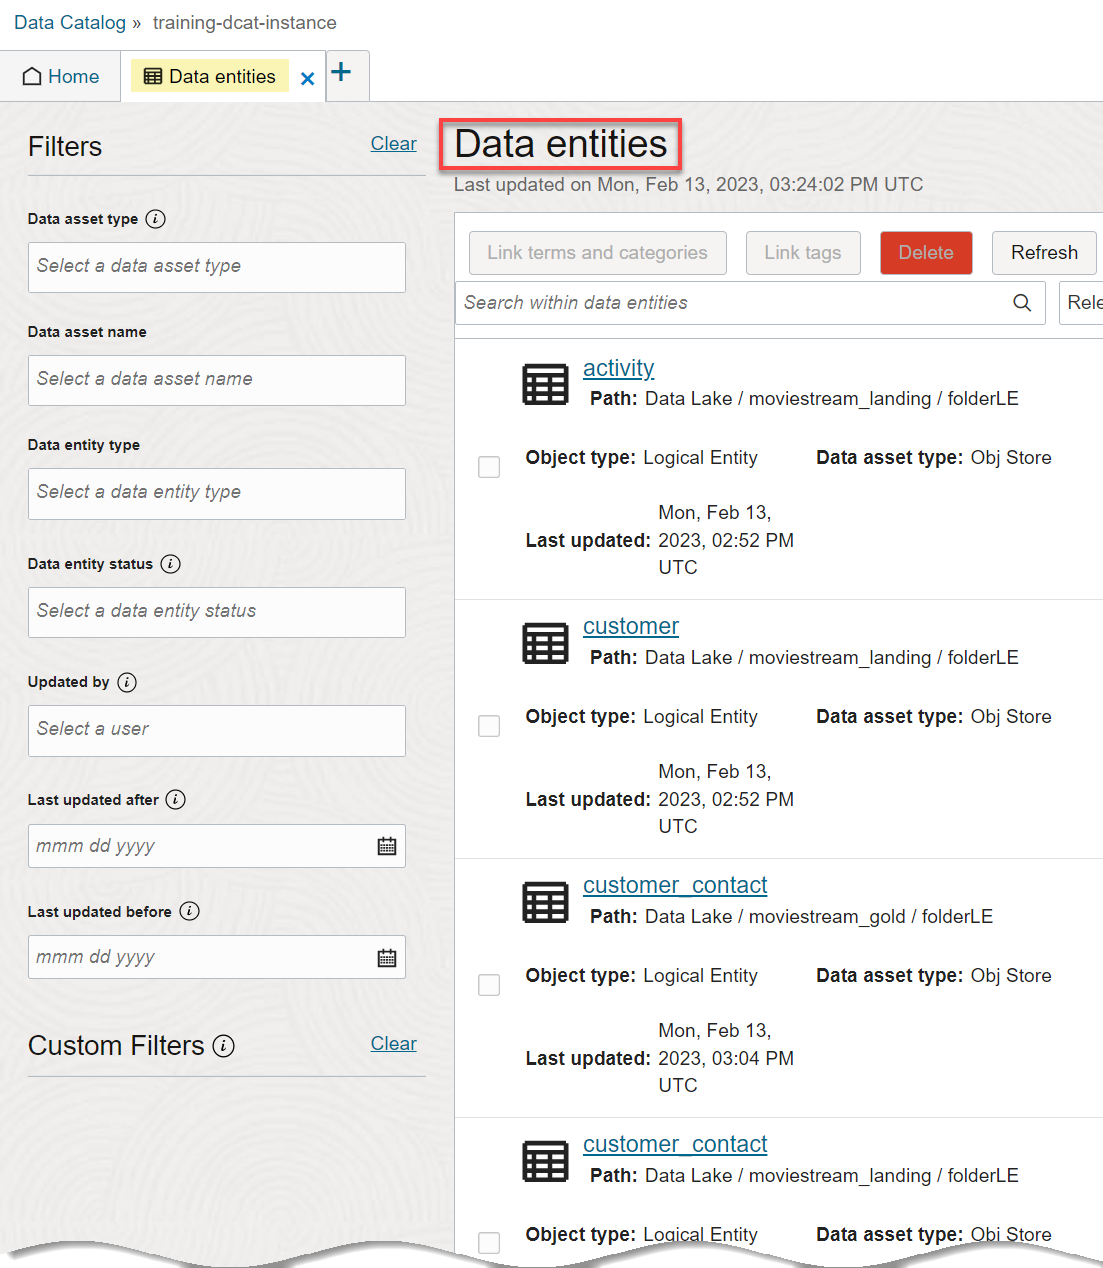 Data Catalog » training-dcat-instance
Home
Data entities
Filters
Clear
Data asset type
Select a data asset type
Data asset name
Select a data asset name
Data entity type
Select a data entity type
Data entity status
Select a data entity status
Updated by
Select a user
Last updated after
mmm dd yyyy
Last updated before
mmm dd yyyy
Custom Filters
Clear
Data entities
Last updated on Mon, Feb 13, 2023, 03:24:02 PM UTC
Link terms and categories
Link tags
Delete
Refresh
Search within data entities
Rele
activity
Path: Data Lake / moviestream_landing / folderLE
Object type: Logical Entity Data asset type: Obj Store
Last updated: Mon, Feb 13,
2023, 02:52 PM
UTC
customer
Path: Data Lake / moviestream_landing / folderLE
Object type: Logical Entity Data asset type: Obj Store
Last updated: Mon, Feb 13,
2023, 02:52 PM
UTC
customer_contact
Path: Data Lake / moviestream_gold / folderLE
Object type: Logical Entity Data asset type: Obj Store
Last updated: Mon, Feb 13,
2023, 03:04 PM
UTC
customer_contact
Path: Data Lake / moviestream_landing / folderLE
Object type: Logical Entity Data asset type: Obj Store